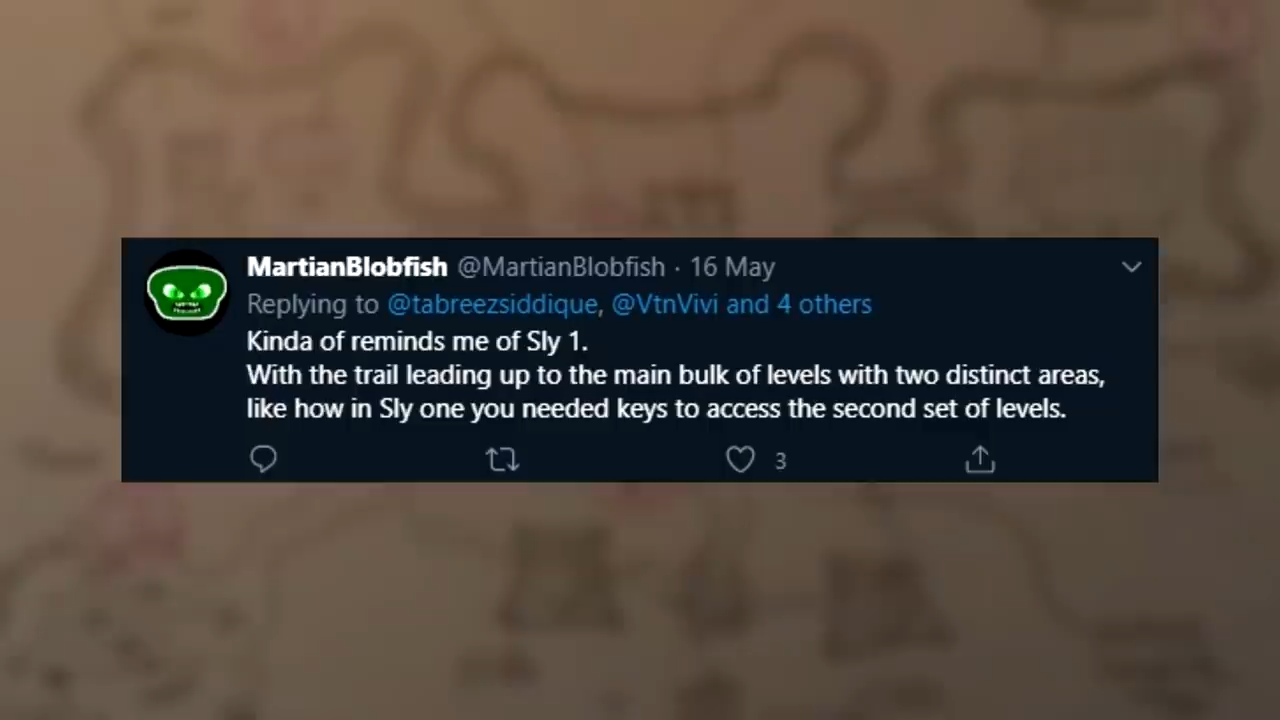 MartianBlobfish @MartianBlobfish · 16 May
Replying to @tabreezsiddique, @VtnVivi and 4 others
Kinda of reminds me of Sly 1.
With the trail leading up to the main bulk of levels with two distinct areas,
like how in Sly one you needed keys to access the second set of levels.
3